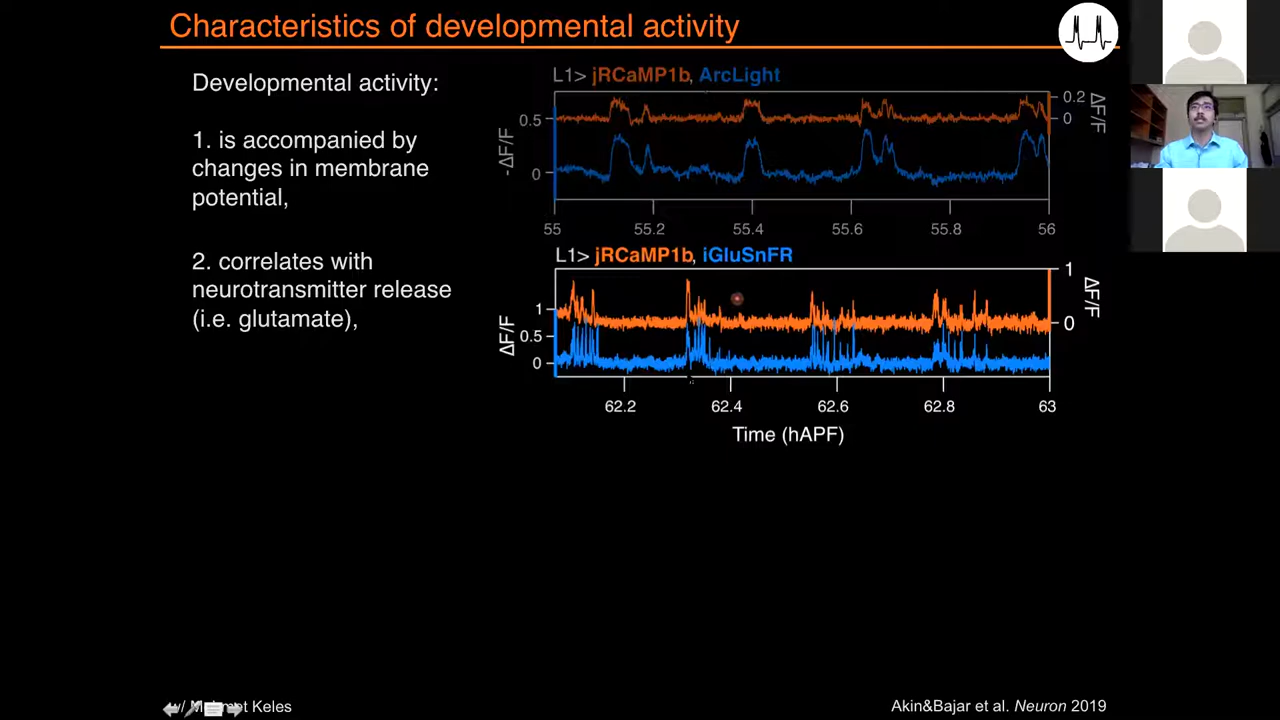 Characteristics of developmental activity
Developmental activity:
1. is accompanied by
changes in membrane
potential,
2. correlates with
neurotransmitter release
(i.e. glutamate),
L1> jRCaMP1b, ArcLight
0.5
0
-ΔF/F
0.2
0
ΔF/F
55 55.2 55.4 55.6 55.8 56
L1> jRCaMP1b, iGluSnFR
1
0.5
0
ΔF/F
1
0
ΔF/F
62.2 62.4 62.6 62.8 63
Time (hAPF)
Keles
Akin&Bajar et al. Neuron 2019